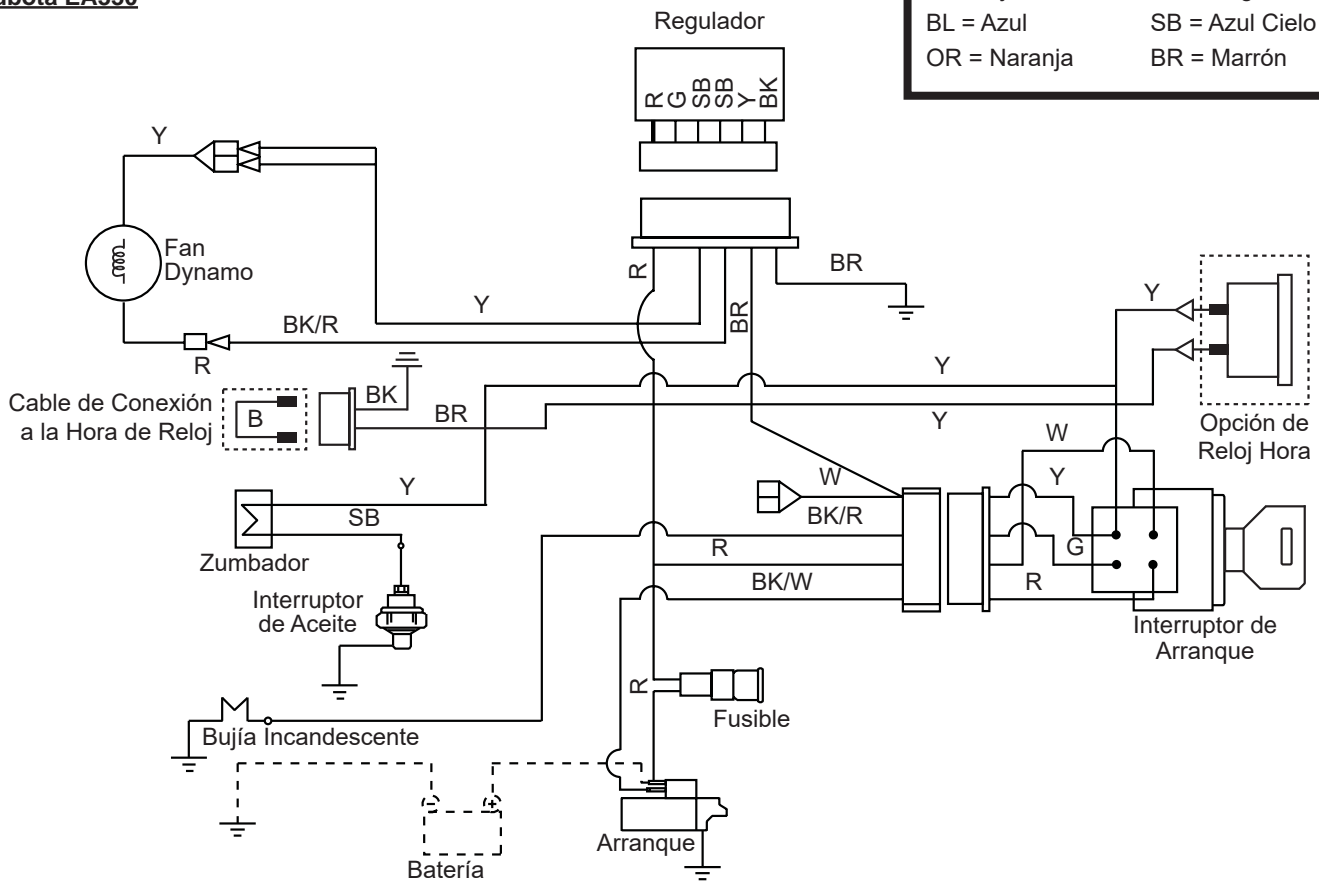 Regulador
BL = Azul
SB = Azul Cielo
OR = Naranja
BR = Marrón
R
G
SB
SB
Y
BK
Y
Fan
Dynamo
R
BR
Y
Y
BK/R
BR
R
Y
Cable de Conexión
a la Hora de Reloj
B
BK
BR
Y
Opción de
Reloj Hora
W
Y
W
Y
SB
BK/R
Zumbador
R
G
BK/W
R
Interruptor
de Aceite
Interruptor de
Arranque
R
Fusible
Bujía Incandescente
Arranque
Batería